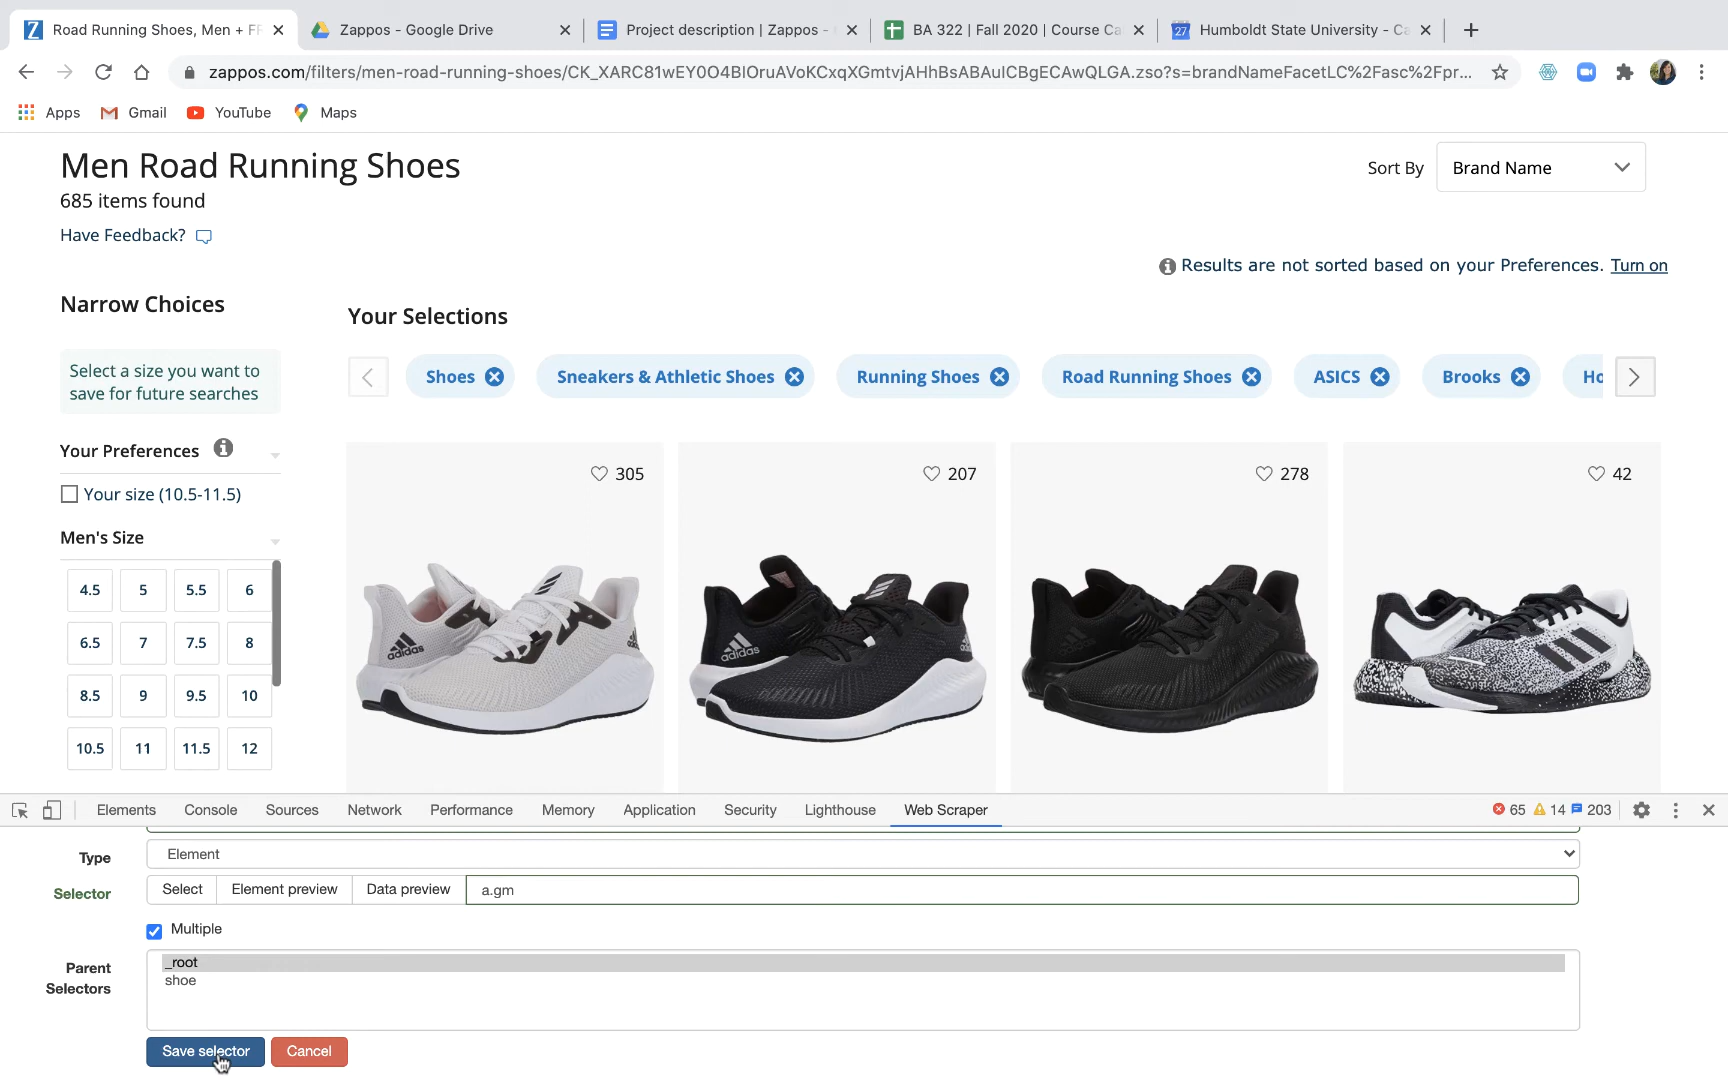 Road Running Shoes, Men + FR
Zappos - Google Drive
Project description | Zappos -
BA 322 | Fall 2020 | Course Ca
27
Humboldt State University - Ca
zappos.com/filters/men-road-running-shoes/CK_XARC81wEY0O4BIOruAVoKCxqXGmtvjAHhBsABAuICBgECAwQLGA.zso?s=brandNameFacetLC%2Fasc%2Fpr...
Apps
Gmail
YouTube
Maps
Men Road Running Shoes
685 items found
Have Feedback?
Sort By
Brand Name
Results are not sorted based on your Preferences. Turn on
Narrow Choices
Select a size you want to
save for future searches
Your Preferences
Your size (10.5-11.5)
Men's Size
4.5 5 5.5 6
6.5 7 7.5 8
8.5 9 9.5 10
10.5 11 11.5 12
Your Selections
Shoes
Sneakers & Athletic Shoes
Running Shoes
Road Running Shoes
ASICS
Brooks
Ho
305
207
278
42
adidas
adidas
Elements
Console
Sources
Network
Performance
Memory
Application
Security
Lighthouse
Web Scraper
65
14
203
Type
Element
Selector
Select
Element preview
Data preview
a.gm
Multiple
Parent
Selectors
_root
shoe
Save selector
Cancel